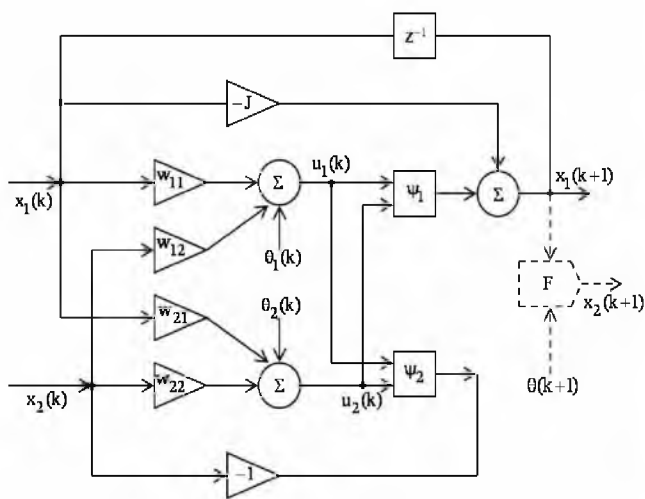 z⁻¹
−J
u₁(k)
x₁(k+1)
w₁₁
Σ
ψ₁
Σ
x₁(k)
w₁₂
θ₁(k)
F
x₂(k+1)
w₂₁
θ₂(k)
w₂₂
Σ
ψ₂
θ(k+1)
x₂(k)
u₂(k)
−1